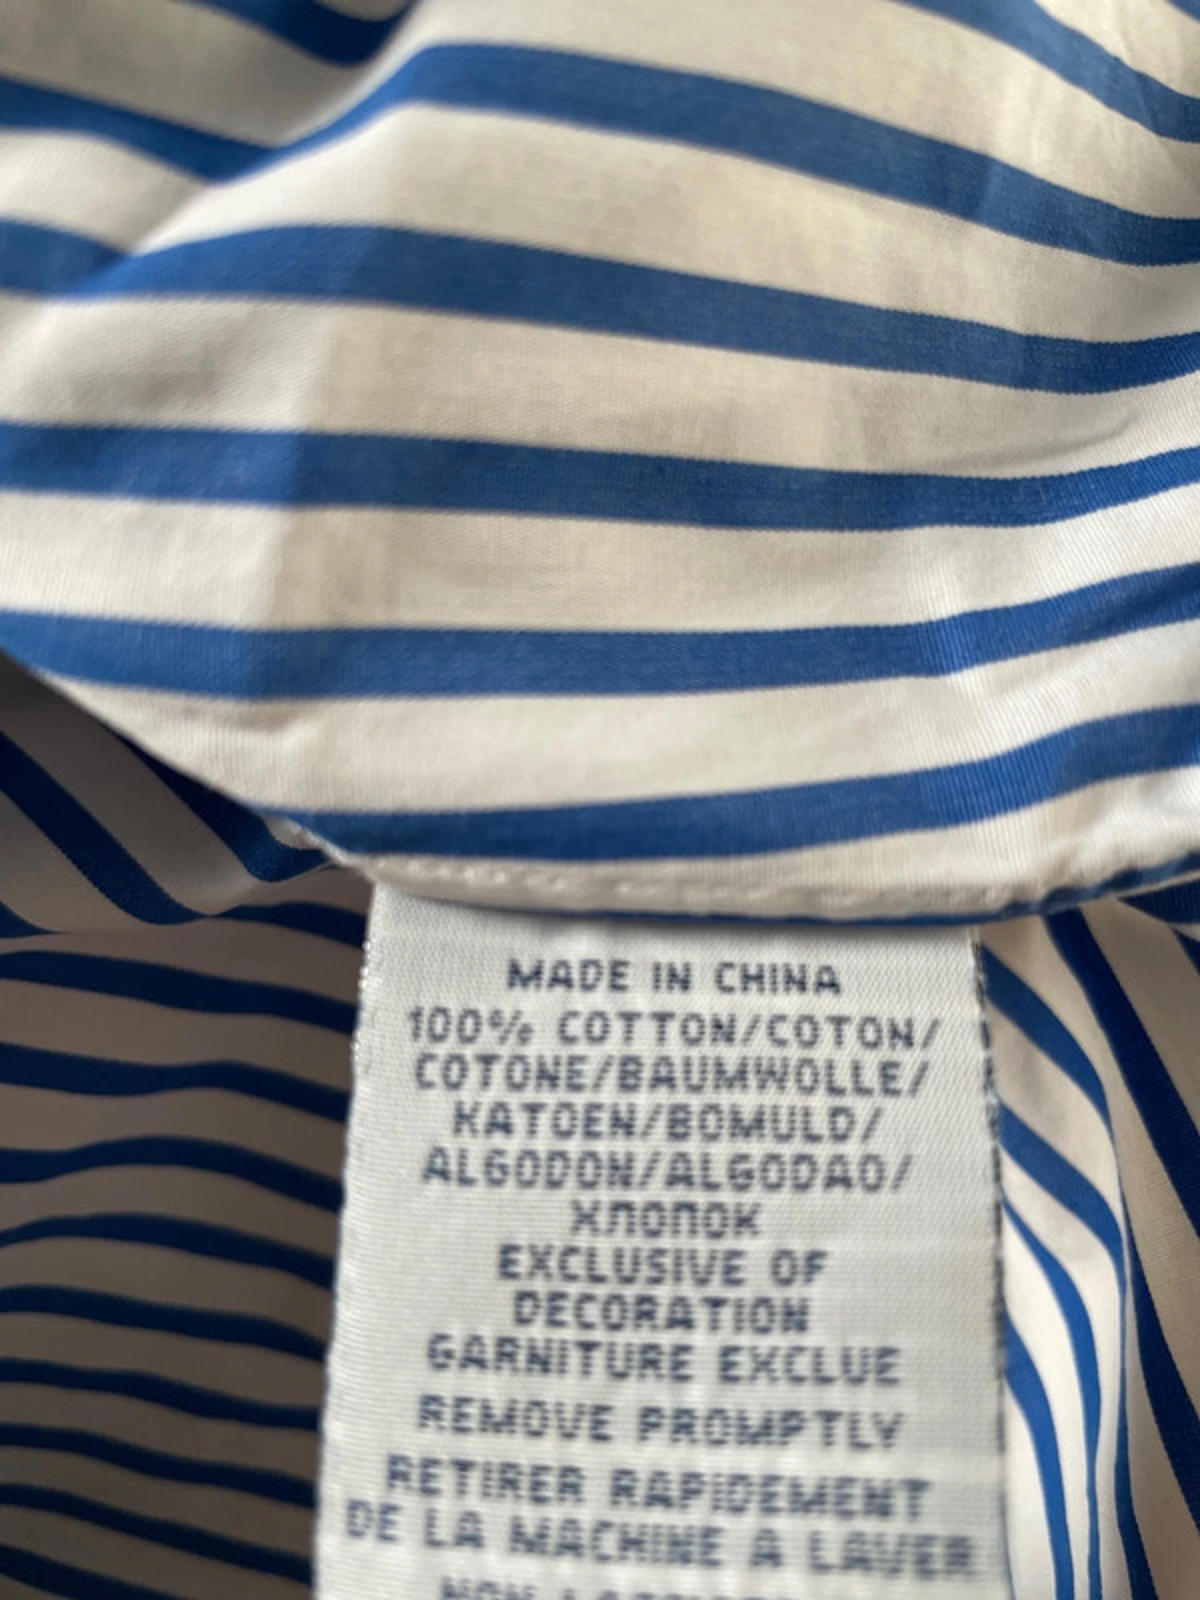 MADE IN CHINA
100% COTTON/COTON/
COTONE/BAUMWOLLE/
KATOEN/BOMULD/
ALGODON/ALGODAO/
ХЛОПОК
EXCLUSIVE OF
DECORATION
GARNITURE EXCLUE
REMOVE PROMPTLY
RETIRER RAPIDEMENT
DE LA MACHINE A LAVER